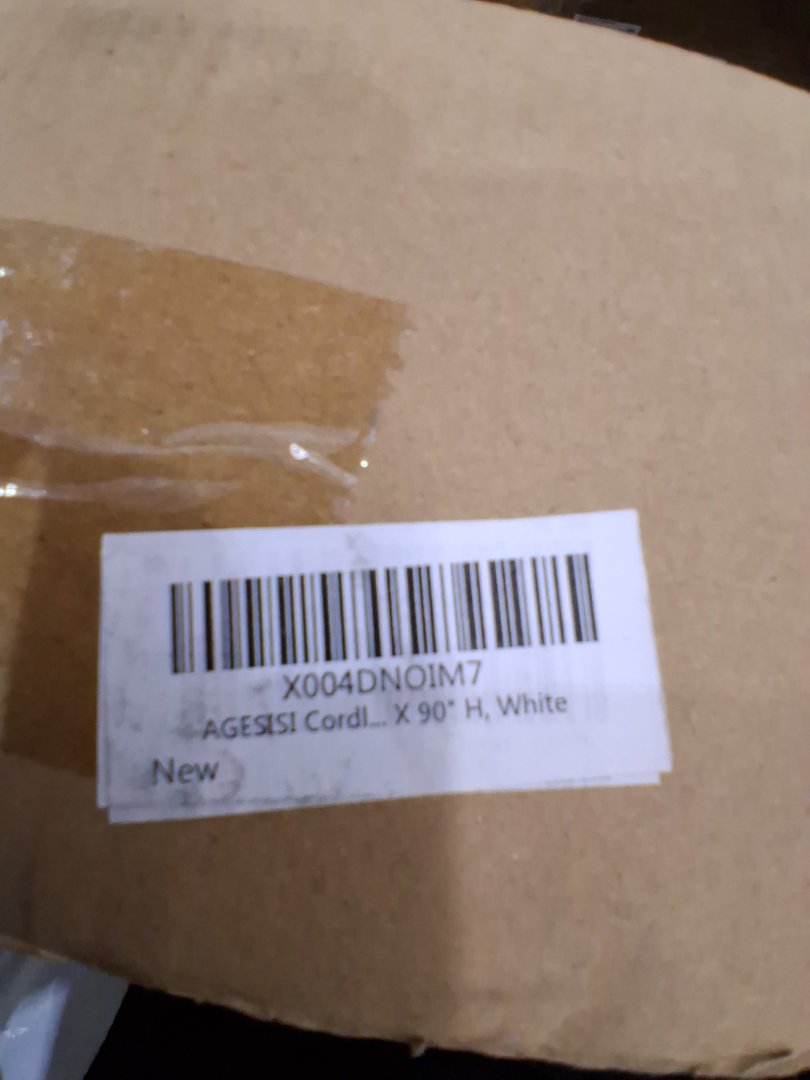 X004DNOIM7
AGESISI Cordl... X 90" H, White
New